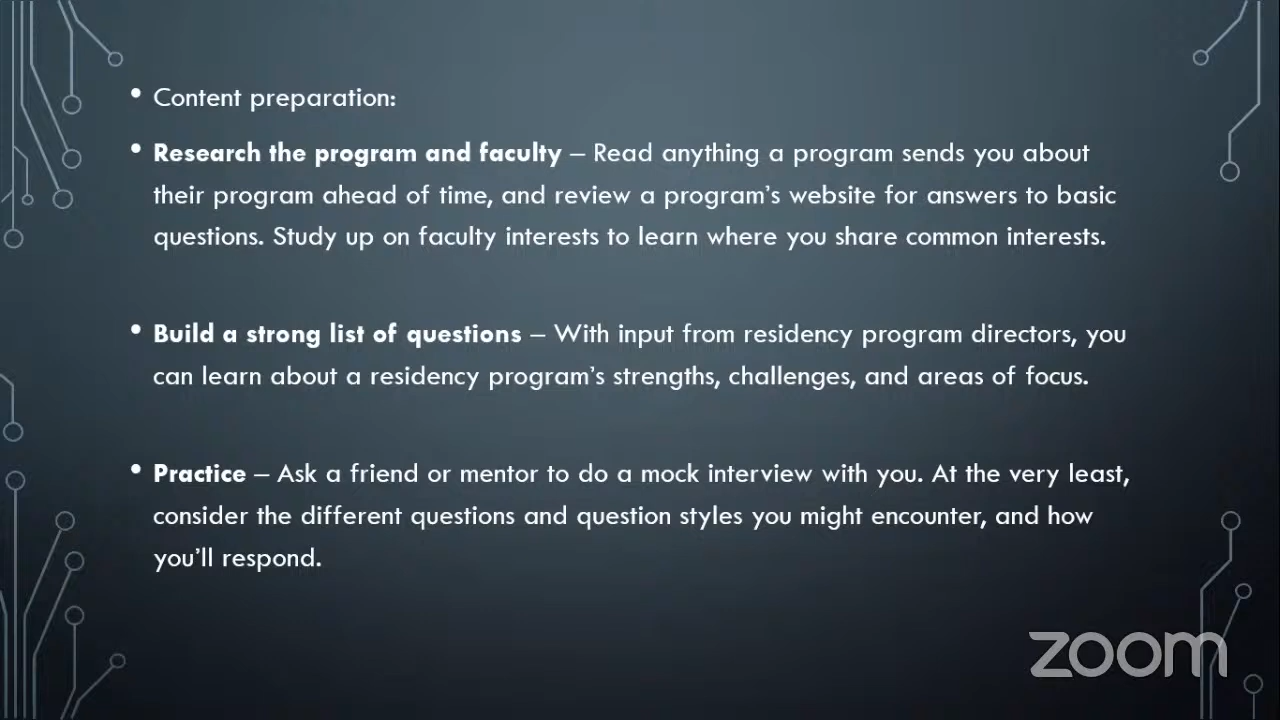 • Content preparation:
• Research the program and faculty – Read anything a program sends you about
their program ahead of time, and review a program's website for answers to basic
questions. Study up on faculty interests to learn where you share common interests.
• Build a strong list of questions – With input from residency program directors, you
can learn about a residency program's strengths, challenges, and areas of focus.
• Practice – Ask a friend or mentor to do a mock interview with you. At the very least,
consider the different questions and question styles you might encounter, and how
you'll respond.
zoom